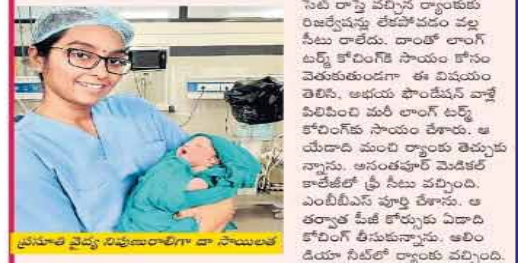 సెట్ రాస్తే వచ్చిన ర్యాంకుకు
రిజర్వేషన్లు లేకపోవడం వల్ల
సీటు రాలేదు. దాంతో లాంగ్
టర్మ్ కోచింగ్‌కి సాయం కోసం
వెతుకుతుండగా ఈ విషయం
తెలిసి, అభయ ఫౌండేషన్ వాళ్లే
పిలిపించి మరీ లాంగ్ టర్మ్
కోచింగ్‌కు సాయం చేశారు. ఆ
యేడాది మంచి ర్యాంకు తెచ్చుకు
న్నాను. అనంతపూర్ మెడికల్
కాలేజీలో ఫ్రీ సీటు వచ్చింది.
ఎంబీబీఎస్ పూర్తి చేశాను. ఆ
తర్వాత పీజీ కోర్సుకు ఏడాది
కోచింగ్ తీసుకున్నాను. ఆలిం
డియా నీట్‌లో ర్యాంకు వచ్చింది.
ప్రసూతి వైద్య నిపుణురాలిగా డా సాయిలత